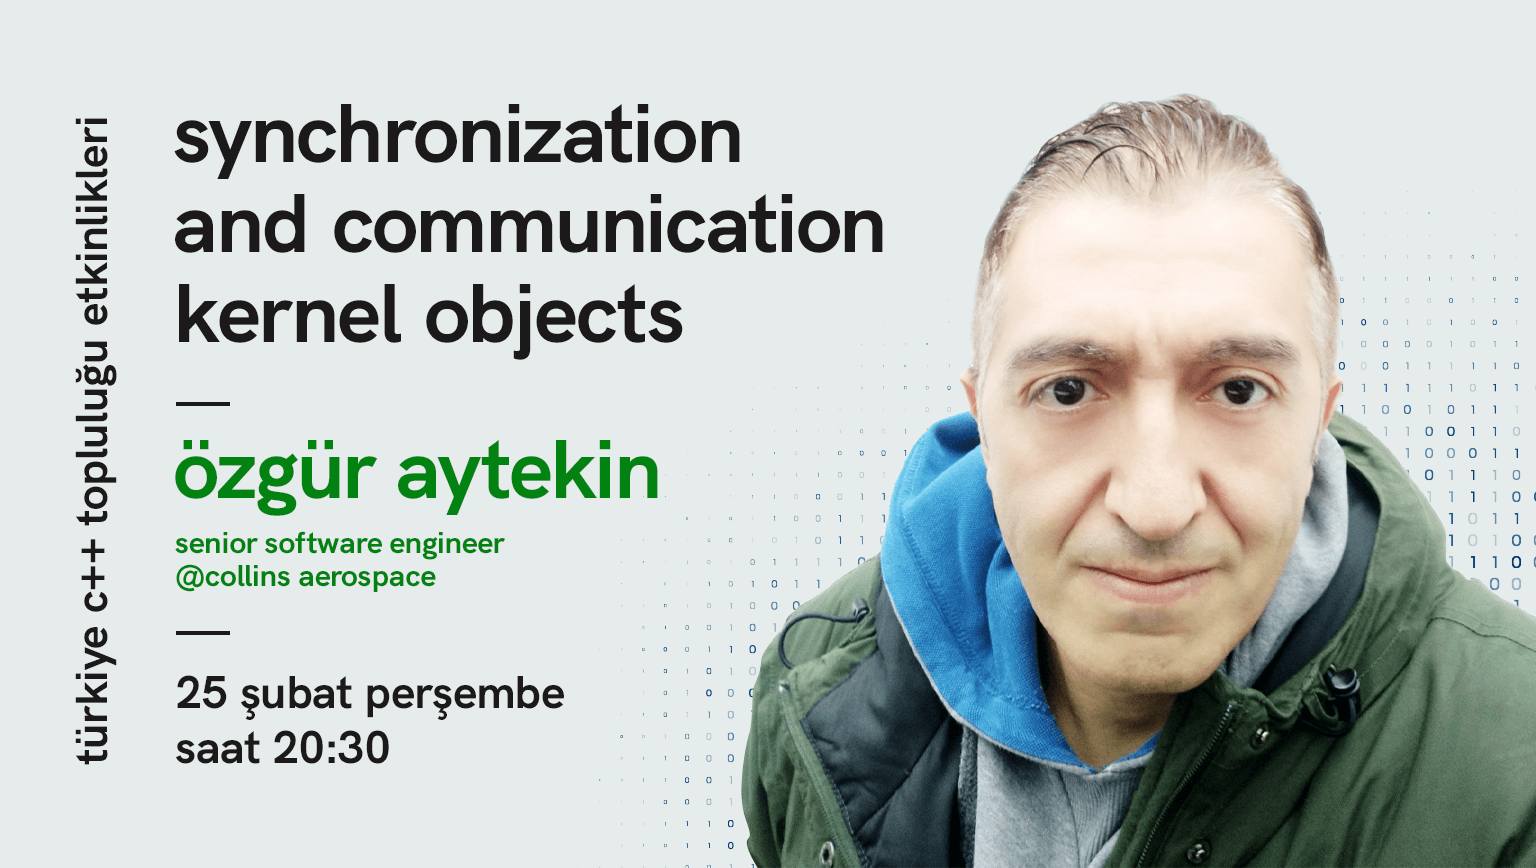 türkiye c++ topluluğu etkinlikleri
synchronization
and communication
kernel objects
özgür aytekin
senior software engineer
@collins aerospace
25 şubat perşembe
saat 20:30